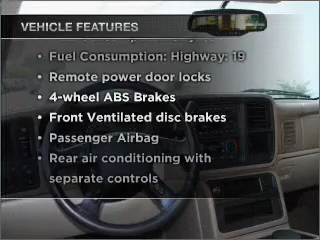 VEHICLE FEATURES
• Fuel Consumption: Highway: 19
• Remote power door locks
• 4-wheel ABS Brakes
• Front Ventilated disc brakes
• Passenger Airbag
• Rear air conditioning with
separate controls